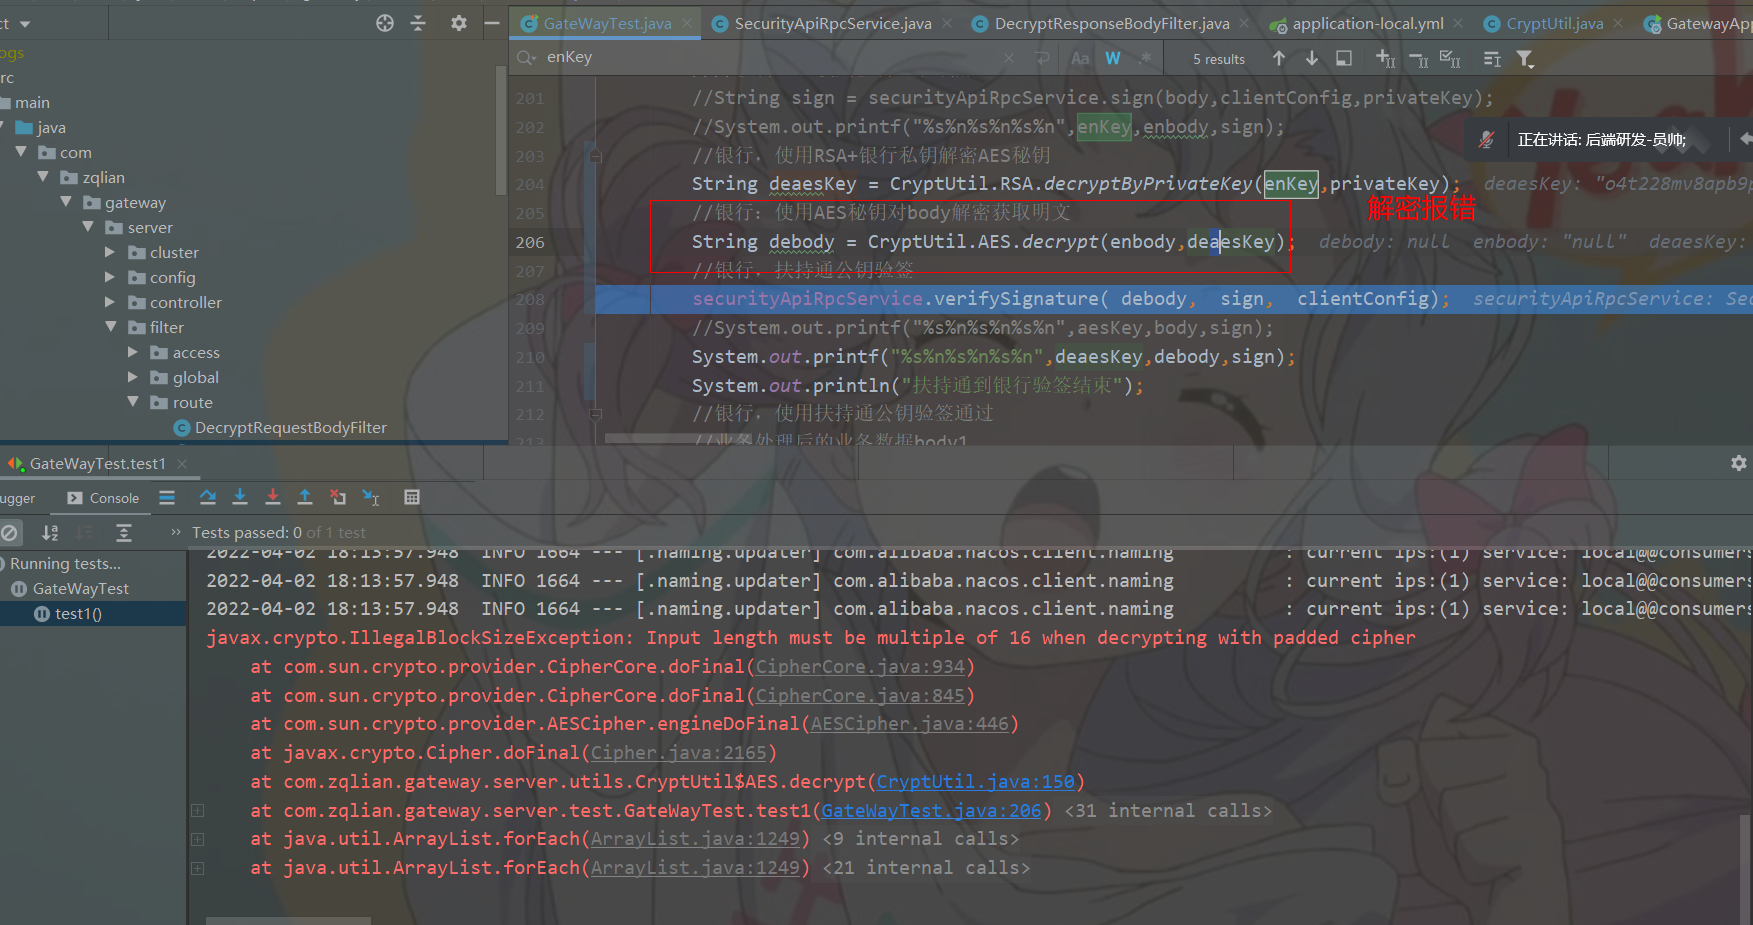 GateWayTest.java
SecurityApiRpcService.java
DecryptResponseBodyFilter.java
application-local.yml
CryptUtil.java
GatewayApp
ogs
rc
main
java
com
zqlian
gateway
server
cluster
config
controller
filter
access
global
route
DecryptRequestBodyFilter
enKey
Aa W .*
5 results
201 //String sign = securityApiRpcService.sign(body,clientConfig,privateKey);
202 //System.out.printf("%s%n%s%n%s%n",enKey,enbody,sign);
203 //银行，使用RSA+银行私钥解密AES秘钥
204 String deaesKey = CryptUtil.RSA.decryptByPrivateKey(enKey,privateKey); deaesKey: "o4t228mv8apb9p
205 //银行：使用AES秘钥对body解密获取明文
206 String debody = CryptUtil.AES.decrypt(enbody,deaesKey); debody: null enbody: "null" deaesKey:
207 //银行，扶持通公钥验签
208 securityApiRpcService.verifySignature( debody, sign, clientConfig); securityApiRpcService: Sec
209 //System.out.printf("%s%n%s%n%s%n",aesKey,body,sign);
210 System.out.printf("%s%n%s%n%s%n",deaesKey,debody,sign);
211 System.out.println("扶持通到银行验签结束");
212 //银行，使用扶持通公钥验签通过
213 //业务处理后的业务数据body1
解密报错
正在讲话: 后端研发-员帅;
GateWayTest.test1
ugger
Console
Tests passed: 0 of 1 test
Running tests...
GateWayTest
test1()
2022-04-02 18:13:57.948 INFO 1664 --- [.naming.updater] com.alibaba.nacos.client.naming : current ips:(1) service: local@@consumers
2022-04-02 18:13:57.948 INFO 1664 --- [.naming.updater] com.alibaba.nacos.client.naming : current ips:(1) service: local@@consumers
2022-04-02 18:13:57.948 INFO 1664 --- [.naming.updater] com.alibaba.nacos.client.naming : current ips:(1) service: local@@consumers
javax.crypto.IllegalBlockSizeException: Input length must be multiple of 16 when decrypting with padded cipher
at com.sun.crypto.provider.CipherCore.doFinal(CipherCore.java:934)
at com.sun.crypto.provider.CipherCore.doFinal(CipherCore.java:845)
at com.sun.crypto.provider.AESCipher.engineDoFinal(AESCipher.java:446)
at javax.crypto.Cipher.doFinal(Cipher.java:2165)
at com.zqlian.gateway.server.utils.CryptUtil$AES.decrypt(CryptUtil.java:150)
at com.zqlian.gateway.server.test.GateWayTest.test1(GateWayTest.java:206) <31 internal calls>
at java.util.ArrayList.forEach(ArrayList.java:1249) <9 internal calls>
at java.util.ArrayList.forEach(ArrayList.java:1249) <21 internal calls>